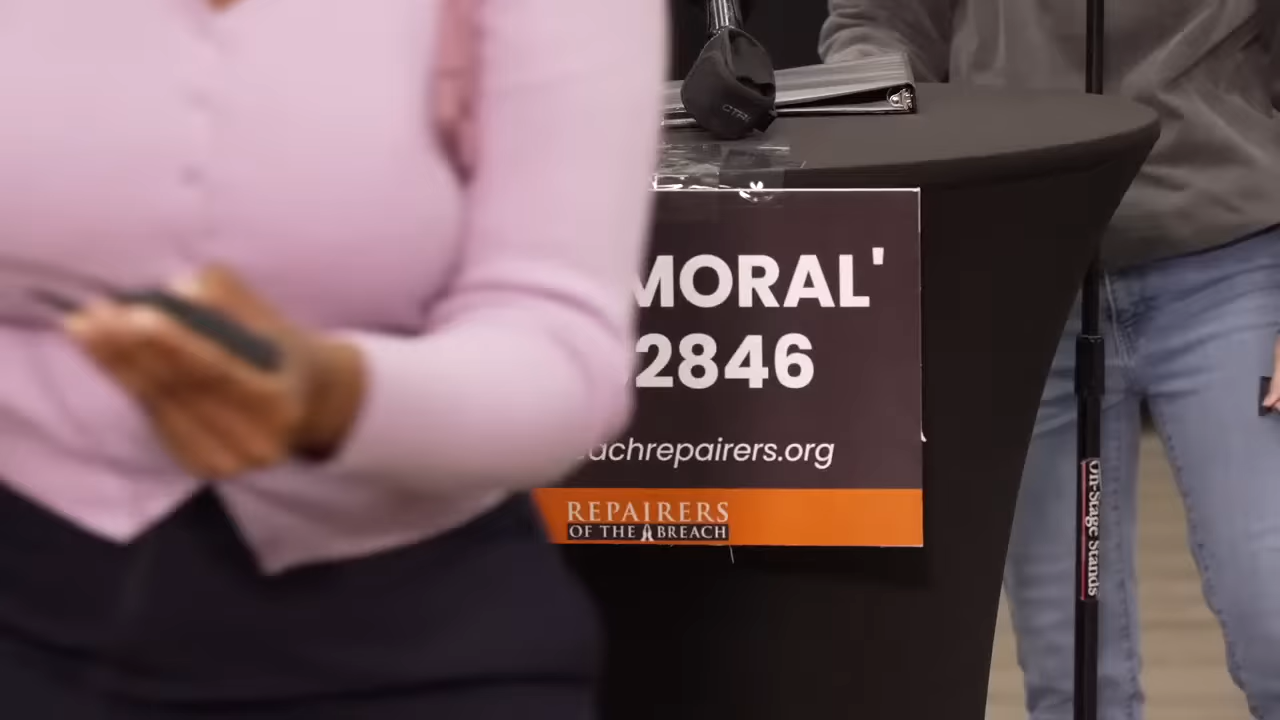 CTRL
MORAL'
2846
achrepairers.org
REPAIRERS
OF THE BREACH
On-Stage Stands